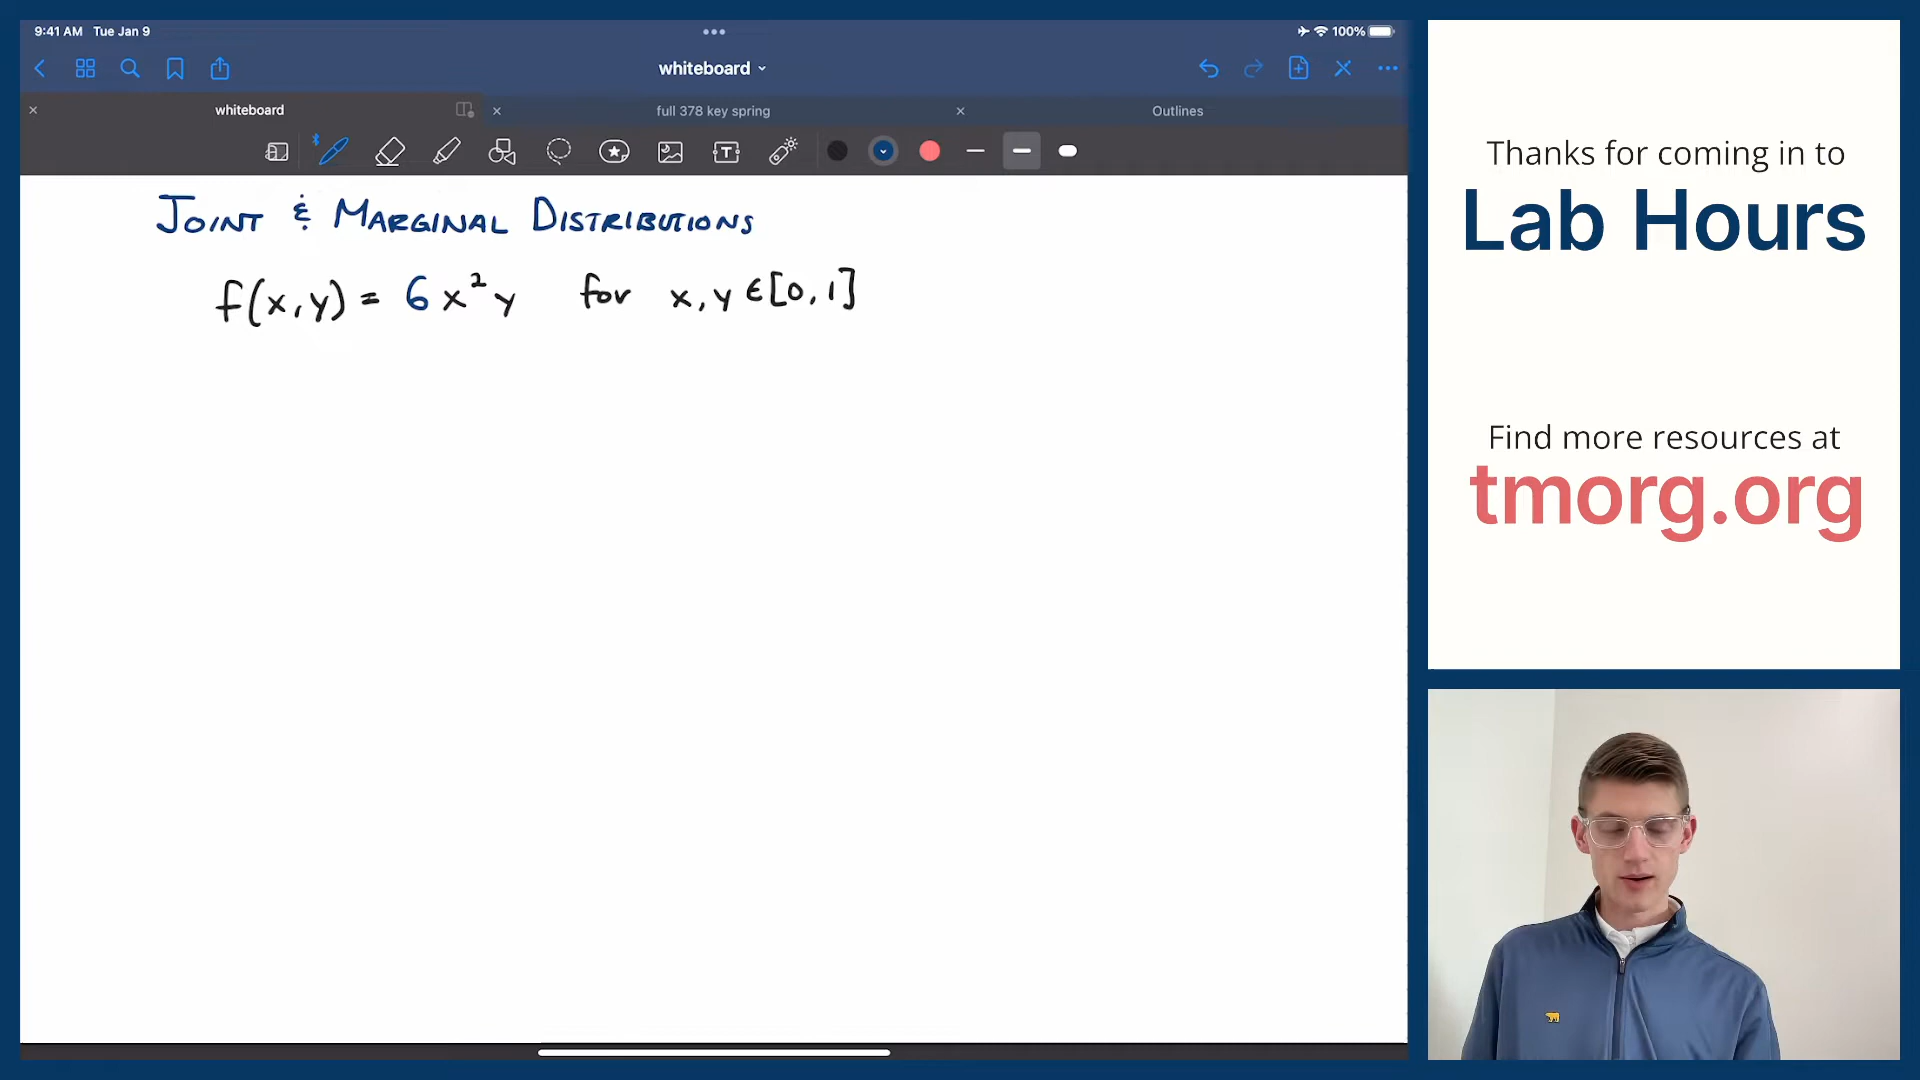 9:41 AM Tue Jan 9
100%
whiteboard
whiteboard
full 378 key spring
Outlines
T
JOINT & MARGINAL DISTRIBUTIONS
f(x,y) = 6x²y for x,y ∈ [0,1]
Thanks for coming in to
Lab Hours
Find more resources at
tmorg.org